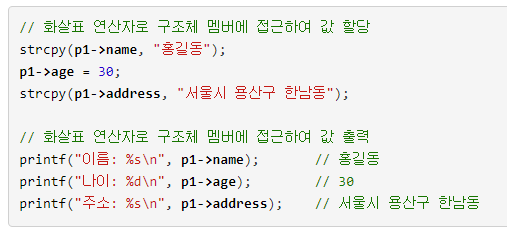 // 화살표 연산자로 구조체 멤버에 접근하여 값 할당
strcpy(p1->name, "홍길동");
p1->age = 30;
strcpy(p1->address, "서울시 용산구 한남동");

// 화살표 연산자로 구조체 멤버에 접근하여 값 출력
printf("이름: %s\n", p1->name);       // 홍길동
printf("나이: %d\n", p1->age);        // 30
printf("주소: %s\n", p1->address);    // 서울시 용산구 한남동